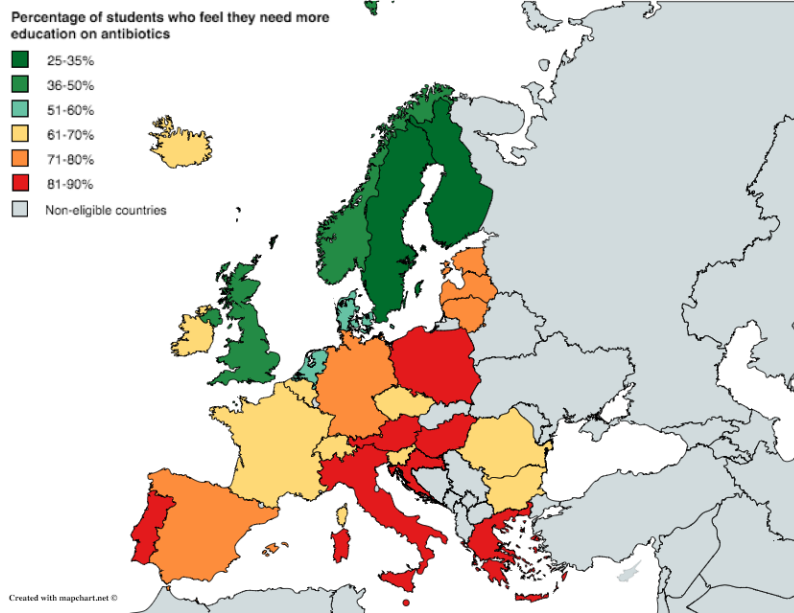 Percentage of students who feel they need more
education on antibiotics
25-35%
36-50%
51-60%
61-70%
71-80%
81-90%
Non-eligible countries
Created with mapchart.net ©